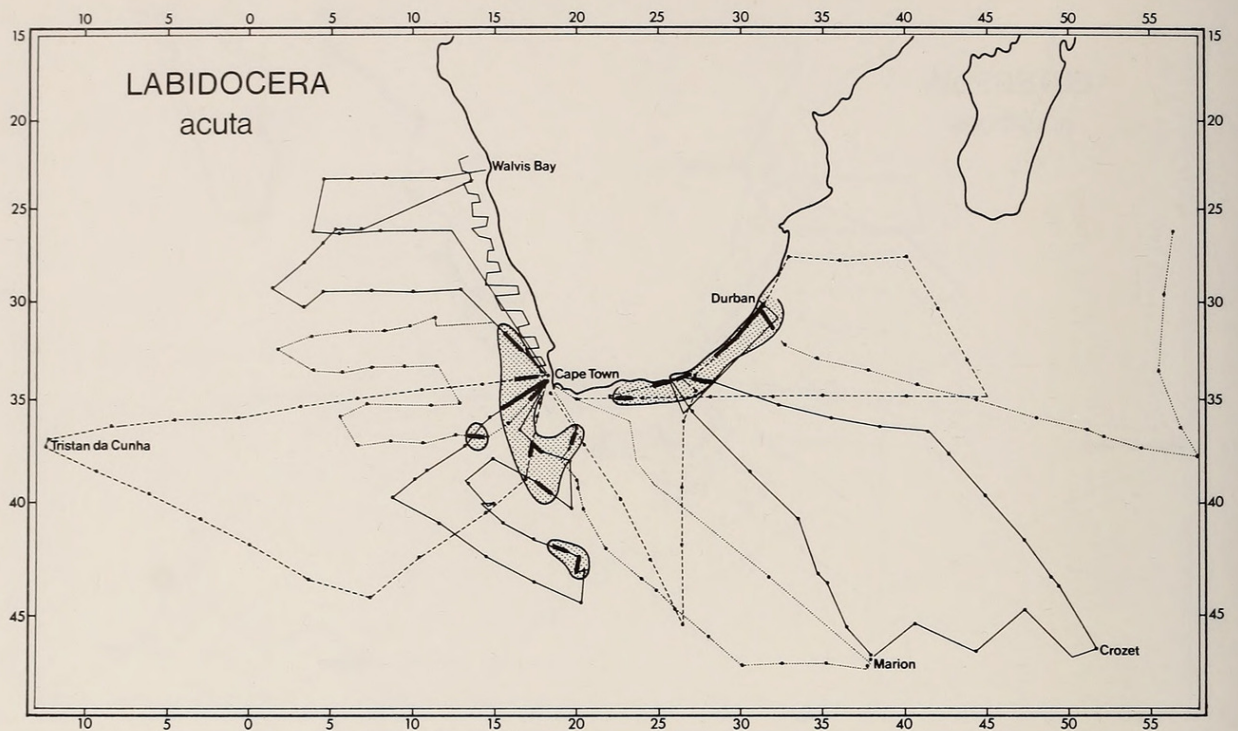 10 5 0 5 10 15 20 25 30 35 40 45 50 55
15 15
LABIDOCERA
acuta
20 20
Walvis Bay
25 25
30 Durban 30
Cape Town
35 35
Tristan da Cunha
40 40
45 45
Crozet
Marion
10 5 0 5 10 15 20 25 30 35 40 45 50 55